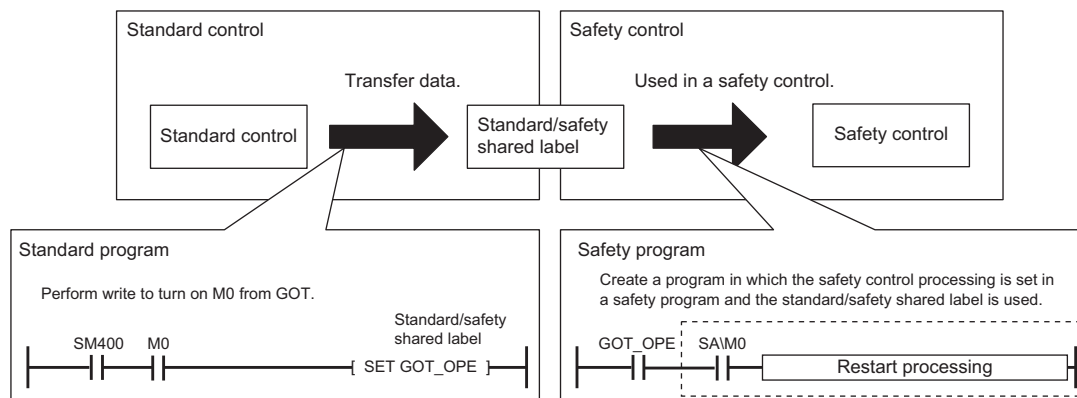 Standard control
Safety control
Transfer data.
Used in a safety control.
Standard control
Standard/safety
shared label
Safety control
Standard program
Perform write to turn on M0 from GOT.
Standard/safety
shared label
SM400 M0
SET GOT_OPE
Safety program
Create a program in which the safety control processing is set in
a safety program and the standard/safety shared label is used.
GOT_OPE SA\M0
Restart processing